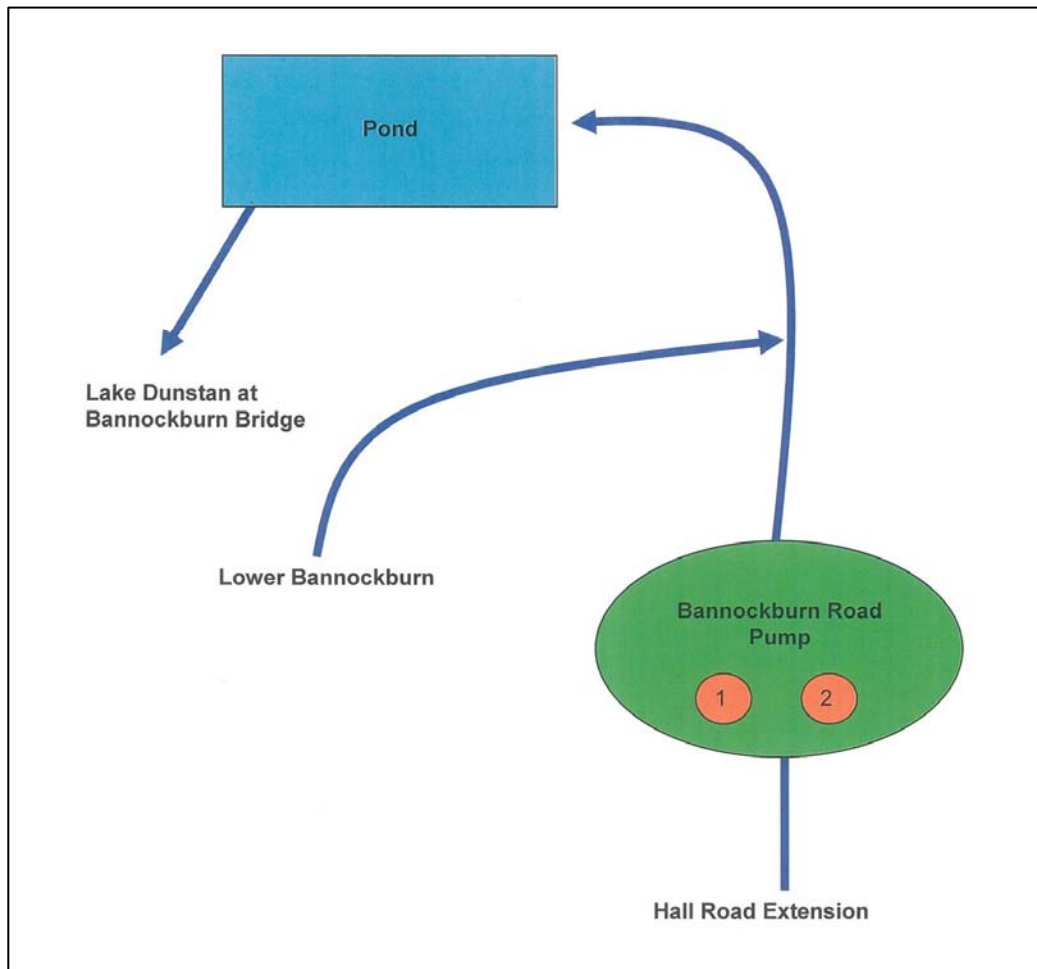 Pond
Lake Dunstan at
Bannockburn Bridge
Lower Bannockburn
Bannockburn Road
Pump
1
2
Hall Road Extension